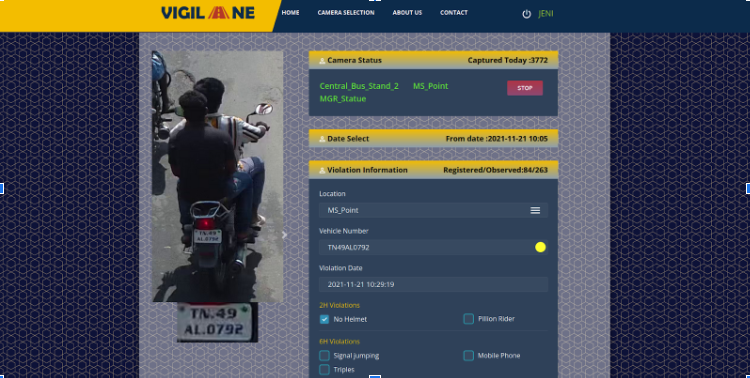 VIGIL ANE
HOME CAMERA SELECTION ABOUT US CONTACT JENI
Camera Status Captured Today :3772
Central_Bus_Stand_2 MS_Point
MGR_Statue
STOP
Date Select From date :2021-11-21 10:05
Violation Information Registered/Observed:84/263
Location
MS_Point
Vehicle Number
TN49AL0792
Violation Date
2021-11-21 10:29:19
2H Violations
No Helmet Pillion Rider
6H Violations
Signal Jumping Mobile Phone
Triples
TN.49
AL.0792
TN.49
AL.0792